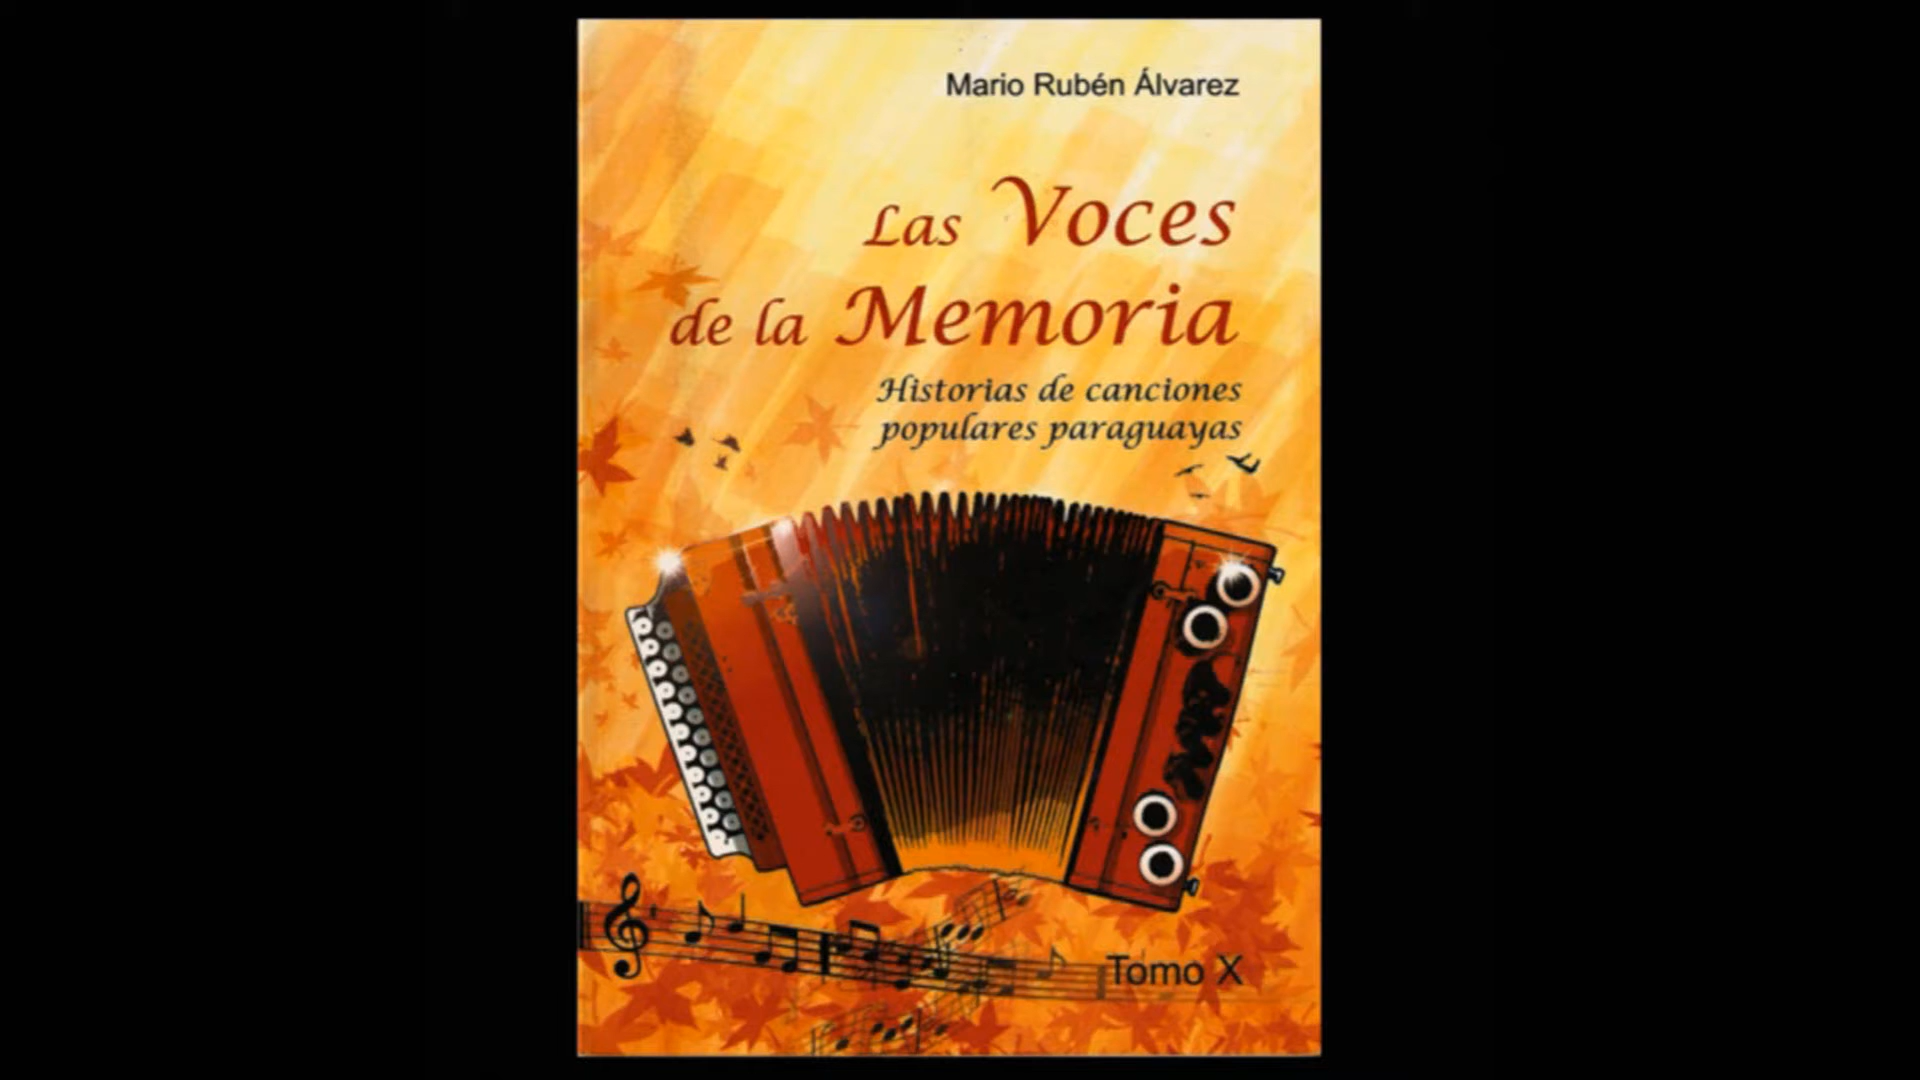 Mario Rubén Álvarez
Las Voces
de la Memoria
Historias de canciones
populares paraguayas
Tomo X